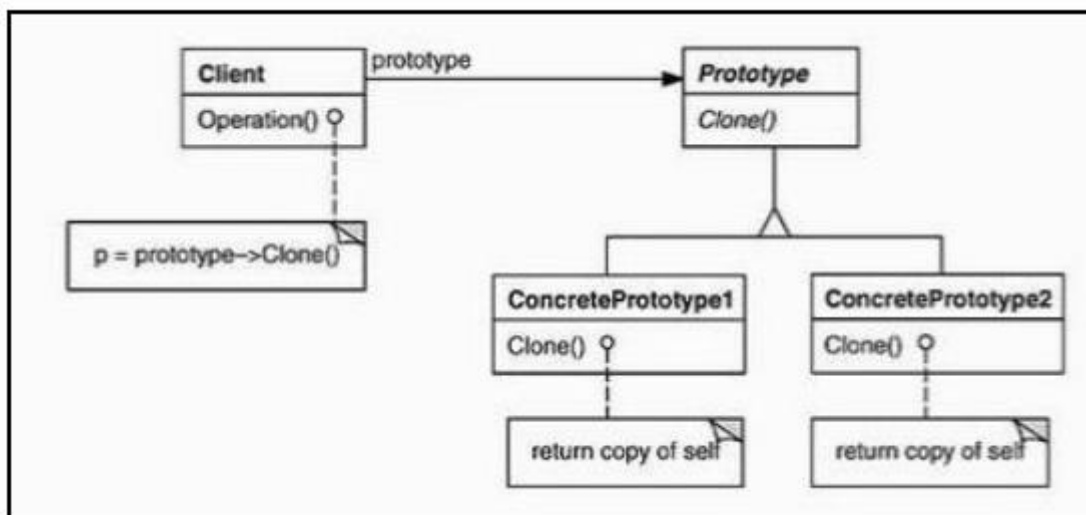 Client
prototype
Prototype
Operation()
Clone()
p = prototype–>Clone()
ConcretePrototype1
ConcretePrototype2
Clone()
Clone()
return copy of self
return copy of self